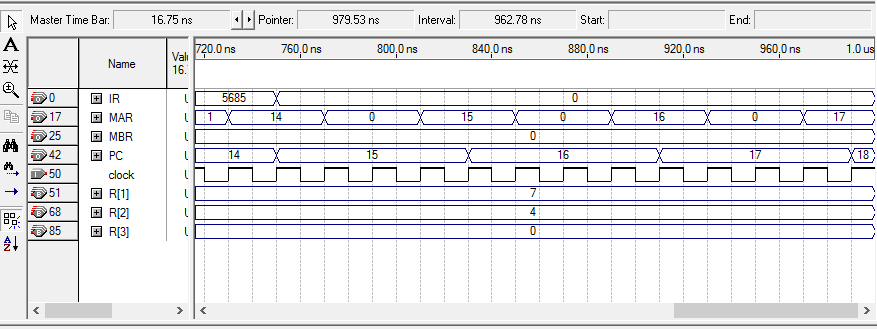 Master Time Bar: 16.75 ns Pointer: 979.53 ns Interval: 962.78 ns Start: End:
A
Name Valu 16. 720.0 ns 760.0 ns 800.0 ns 840.0 ns 880.0 ns 920.0 ns 960.0 ns 1.0 us
0 IR U 5685 0
17 MAR U 1 14 0 15 0 16 0 17
25 MBR U 0
42 PC U 14 15 16 17 18
50 clock U
51 R[1] U 7
68 R[2] U 4
85 R[3] U 0
A
Z